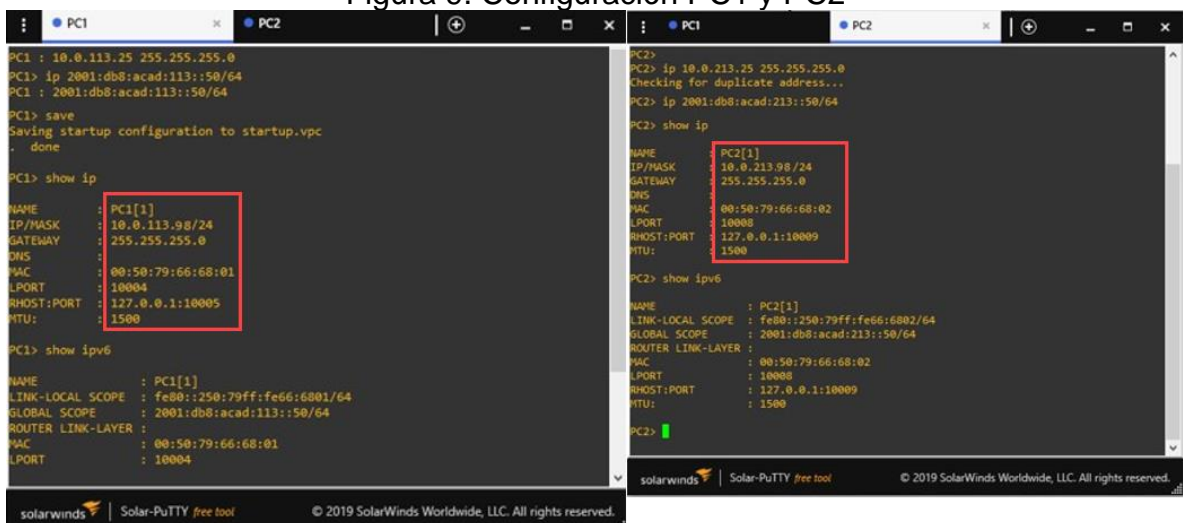 Figura 9. Configuración PC1 y PC2
PC1
PC2
PC1 : 10.0.113.25 255.255.255.0
PC1> ip 2001:db8:acad:113::50/64
PC1 : 2001:db8:acad:113::50/64
PC1> save
Saving startup configuration to startup.vpc
. done
PC1> show ip
NAME : PC1[1]
IP/MASK : 10.0.113.98/24
GATEWAY : 255.255.255.0
DNS :
MAC : 00:50:79:66:68:01
LPORT : 10004
RHOST:PORT : 127.0.0.1:10005
MTU: : 1500
PC1> show ipv6
NAME : PC1[1]
LINK-LOCAL SCOPE : fe80::250:79ff:fe66:6801/64
GLOBAL SCOPE : 2001:db8:acad:113::50/64
ROUTER LINK-LAYER :
MAC : 00:50:79:66:68:01
LPORT : 10004
solarwinds Solar-PuTTY free tool © 2019 SolarWinds Worldwide, LLC. All rights reserved.
PC1
PC2
PC2>
PC2> ip 10.0.213.25 255.255.255.0
Checking for duplicate address...
PC2> ip 2001:db8:acad:213::50/64
PC2> show ip
NAME : PC2[1]
IP/MASK : 10.0.213.98/24
GATEWAY : 255.255.255.0
DNS :
MAC : 00:50:79:66:68:02
LPORT : 10008
RHOST:PORT : 127.0.0.1:10009
MTU: : 1500
PC2> show ipv6
NAME : PC2[1]
LINK-LOCAL SCOPE : fe80::250:79ff:fe66:6802/64
GLOBAL SCOPE : 2001:db8:acad:213::50/64
ROUTER LINK-LAYER :
MAC : 00:50:79:66:68:02
LPORT : 10008
RHOST:PORT : 127.0.0.1:10009
MTU: : 1500
PC2>
solarwinds Solar-PuTTY free tool © 2019 SolarWinds Worldwide, LLC. All rights reserved.